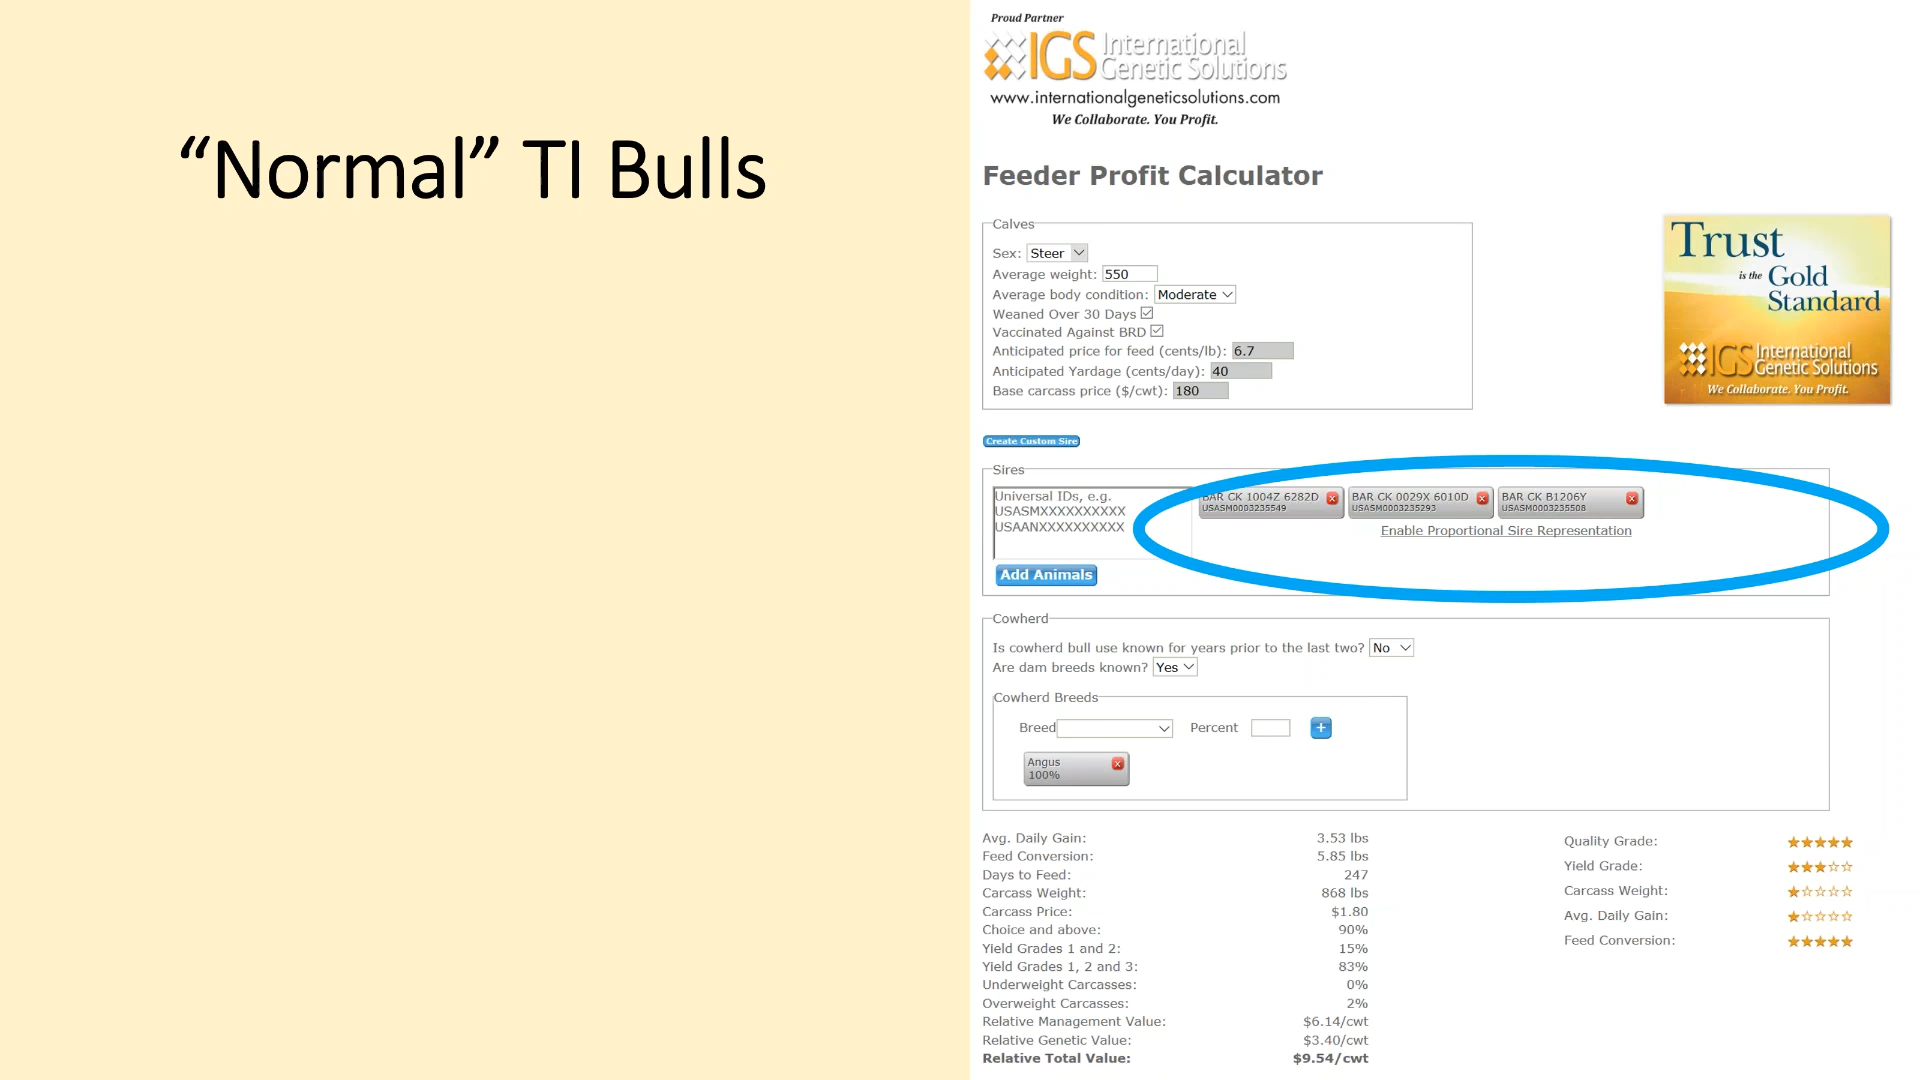 “Normal” TI Bulls
Proud Partner
IGS International
Genetic Solutions
www.internationalgeneticsolutions.com
We Collaborate. You Profit.
Feeder Profit Calculator
Calves
Sex: Steer
Average weight: 550
Average body condition: Moderate
Weaned Over 30 Days
Vaccinated Against BRD
Anticipated price for feed (cents/lb): 6.7
Anticipated Yardage (cents/day): 40
Base carcass price ($/cwt): 180
Trust
is the Gold
Standard
IGS International
Genetic Solutions
We Collaborate. You Profit.
Create Custom Sire
Sires
Universal IDs, e.g.
USASMXXXXXXXXXX
USAANXXXXXXXXXX
Add Animals
BAR CK 1004Z 6282D
USASM0003235549
BAR CK 0029X 6010D
USASM0003235293
BAR CK B1206Y
USASM0003235508
Enable Proportional Sire Representation
Cowherd
Is cowherd bull use known for years prior to the last two? No
Are dam breeds known? Yes
Cowherd Breeds
Breed Percent +
Angus
100%
Avg. Daily Gain: 3.53 lbs
Feed Conversion: 5.85 lbs
Days to Feed: 247
Carcass Weight: 868 lbs
Carcass Price: $1.80
Choice and above: 90%
Yield Grades 1 and 2: 15%
Yield Grades 1, 2 and 3: 83%
Underweight Carcasses: 0%
Overweight Carcasses: 2%
Relative Management Value: $6.14/cwt
Relative Genetic Value: $3.40/cwt
Relative Total Value: $9.54/cwt
Quality Grade:
Yield Grade:
Carcass Weight:
Avg. Daily Gain:
Feed Conversion: